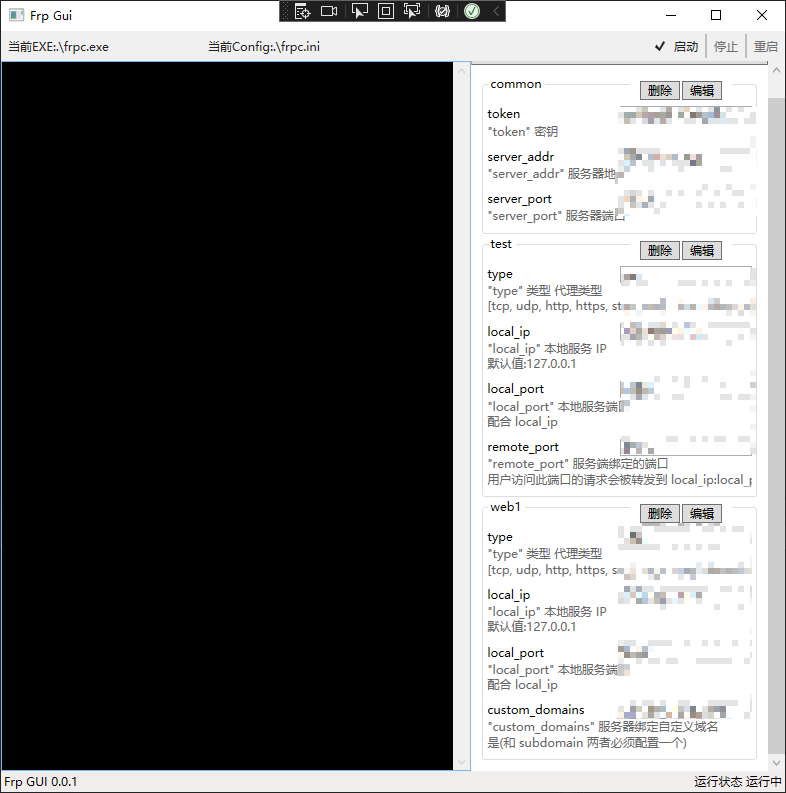 Frp Gui
当前EXE:.\frpc.exe
当前Config:.\frpc.ini
启动
停止
重启
common
删除
编辑
token
"token" 密钥
server_addr
"server_addr" 服务器地
server_port
"server_port" 服务器端口
test
删除
编辑
type
"type" 类型 代理类型
[tcp, udp, http, https, st
local_ip
"local_ip" 本地服务 IP
默认值:127.0.0.1
local_port
"local_port" 本地服务端
配合 local_ip
remote_port
"remote_port" 服务端绑定的端口
用户访问此端口的请求会被转发到 local_ip:local_p
web1
删除
编辑
type
"type" 类型 代理类型
[tcp, udp, http, https, s
local_ip
"local_ip" 本地服务 IP
默认值:127.0.0.1
local_port
"local_port" 本地服务端
配合 local_ip
custom_domains
"custom_domains" 服务器绑定自定义域名
是(和 subdomain 两者必须配置一个)
Frp GUI 0.0.1
运行状态 运行中